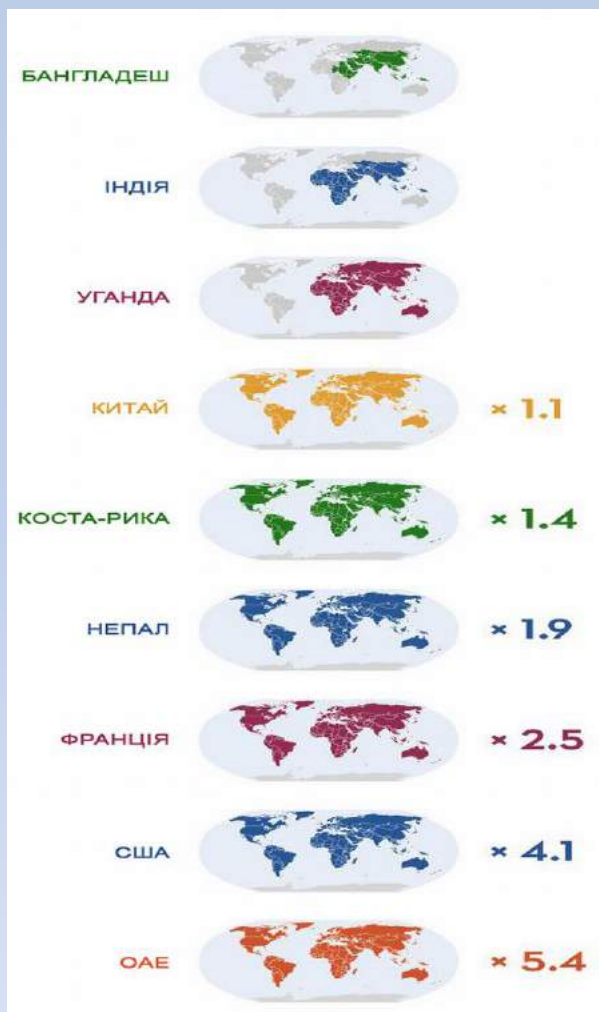 БАНГЛАДЕШ
ІНДІЯ
УГАНДА
КИТАЙ × 1.1
КОСТА-РИКА × 1.4
НЕПАЛ × 1.9
ФРАНЦІЯ × 2.5
США × 4.1
ОАЕ × 5.4